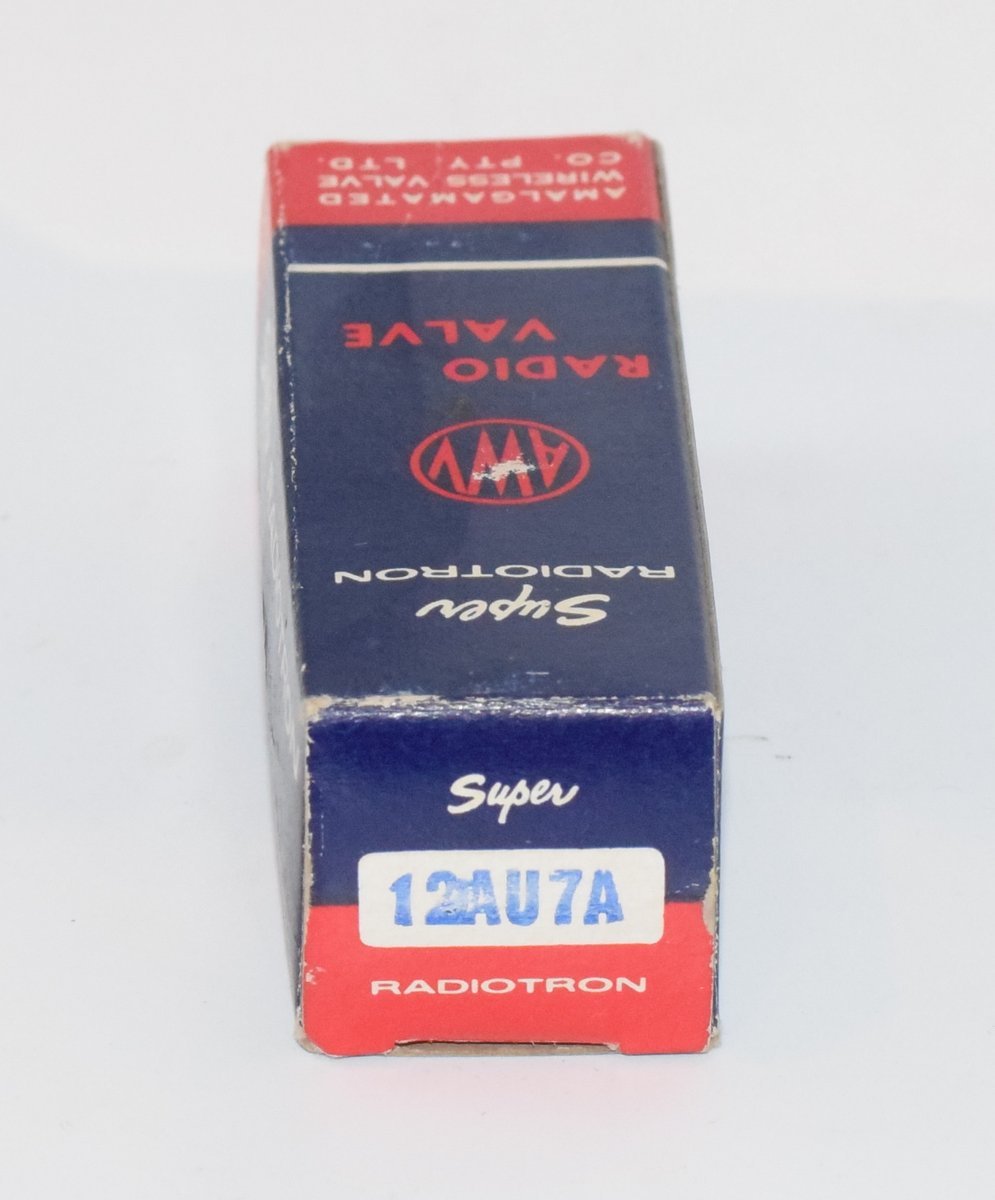 Super
12AU7A
RADIOTRON
Super
RADIOTRON
AWV
RADIO
VALVE
AMALGAMATED
WIRELESS VALVE
CO. PTY. LTD.